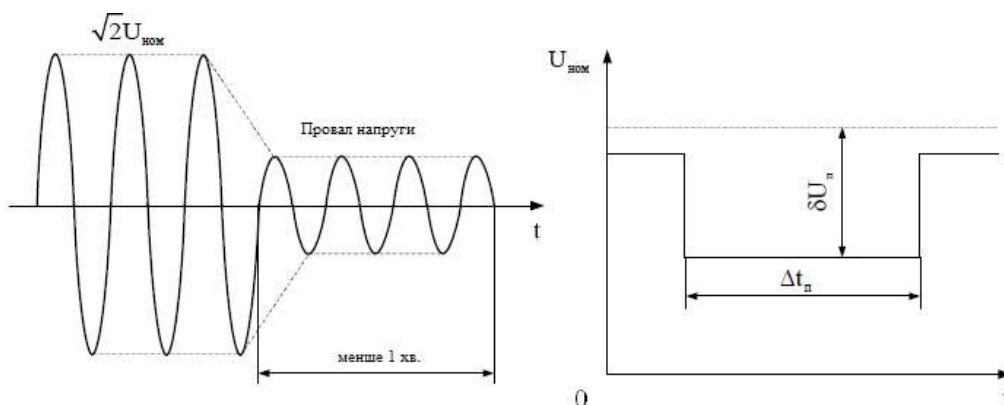 √2U_ном
Провал напруги
t
менше 1 хв.
U_ном
δU_п
Δt_п
0